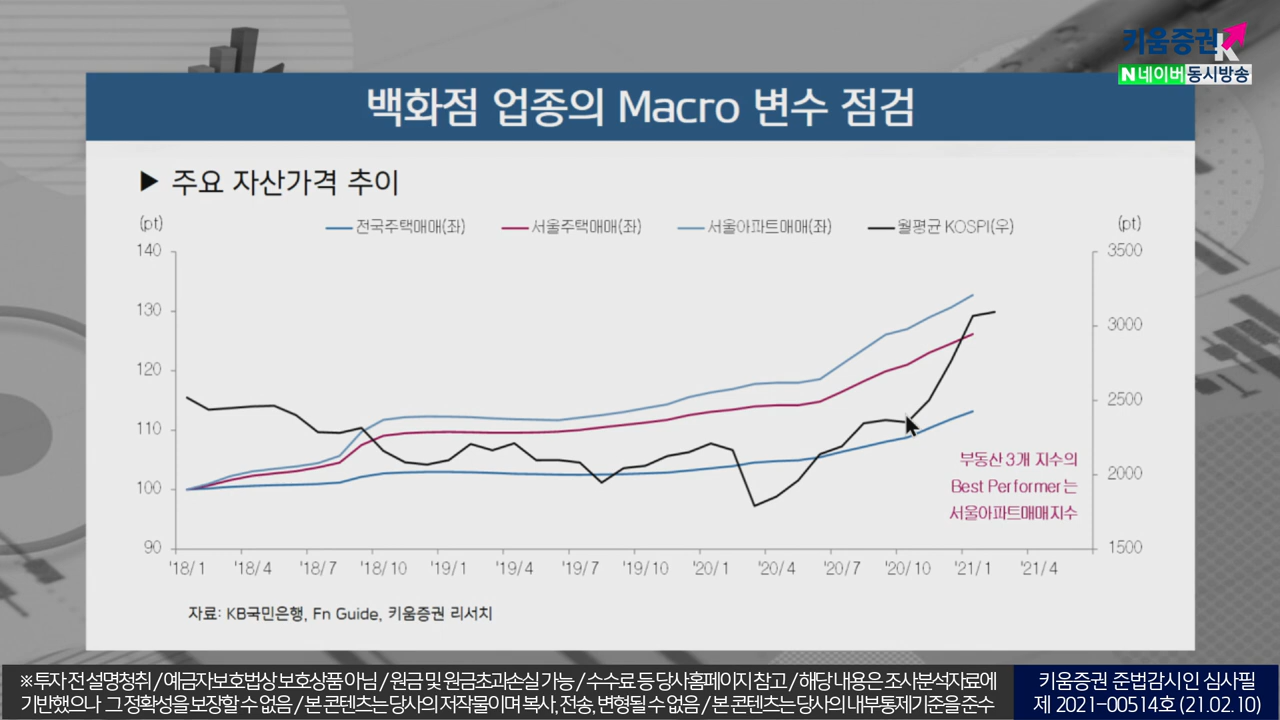 키움증권
N 네이버 동시방송
백화점 업종의 Macro 변수 점검
▶ 주요 자산가격 추이
(pt) (pt)
전국주택매매(좌) 서울주택매매(좌) 서울아파트매매(좌) 월평균 KOSPI(우)
140 3500
130 3000
120
110 2500
100 2000
90 1500
부동산 3개 지수의
Best Performer는
서울아파트매매지수
'18/1 '18/4 '18/7 '18/10 '19/1 '19/4 '19/7 '19/10 '20/1 '20/4 '20/7 '20/10 '21/1 '21/4
자료: KB국민은행, Fn Guide, 키움증권 리서치
※ 투자 전 설명청취 / 예금자보호법상 보호상품 아님 / 원금 및 원금초과손실 가능 / 수수료 등 당사홈페이지 참고 / 해당 내용은 조사분석자료에
기반했으나 그 정확성을 보장할 수 없음 / 본 콘텐츠는 당사의 저작물이며 복사, 전송, 변형될 수 없음 / 본 콘텐츠는 당사의 내부통제기준을 준수
키움증권 준법감시인 심사필
제 2021-00514호 (21.02.10)